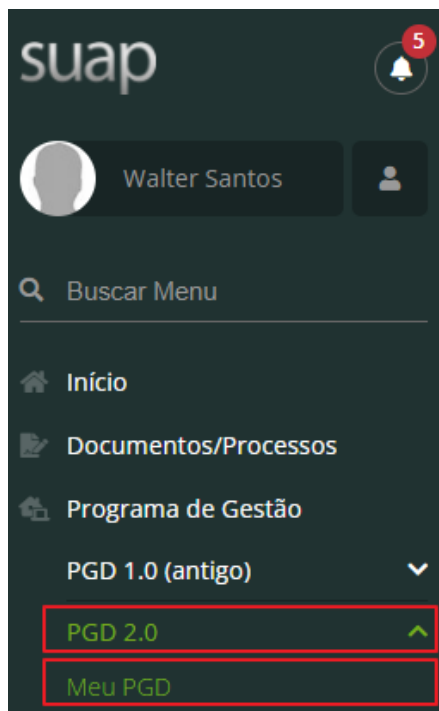 suap
5
Walter Santos
Buscar Menu
Início
Documentos/Processos
Programa de Gestão
PGD 1.0 (antigo)
PGD 2.0
Meu PGD